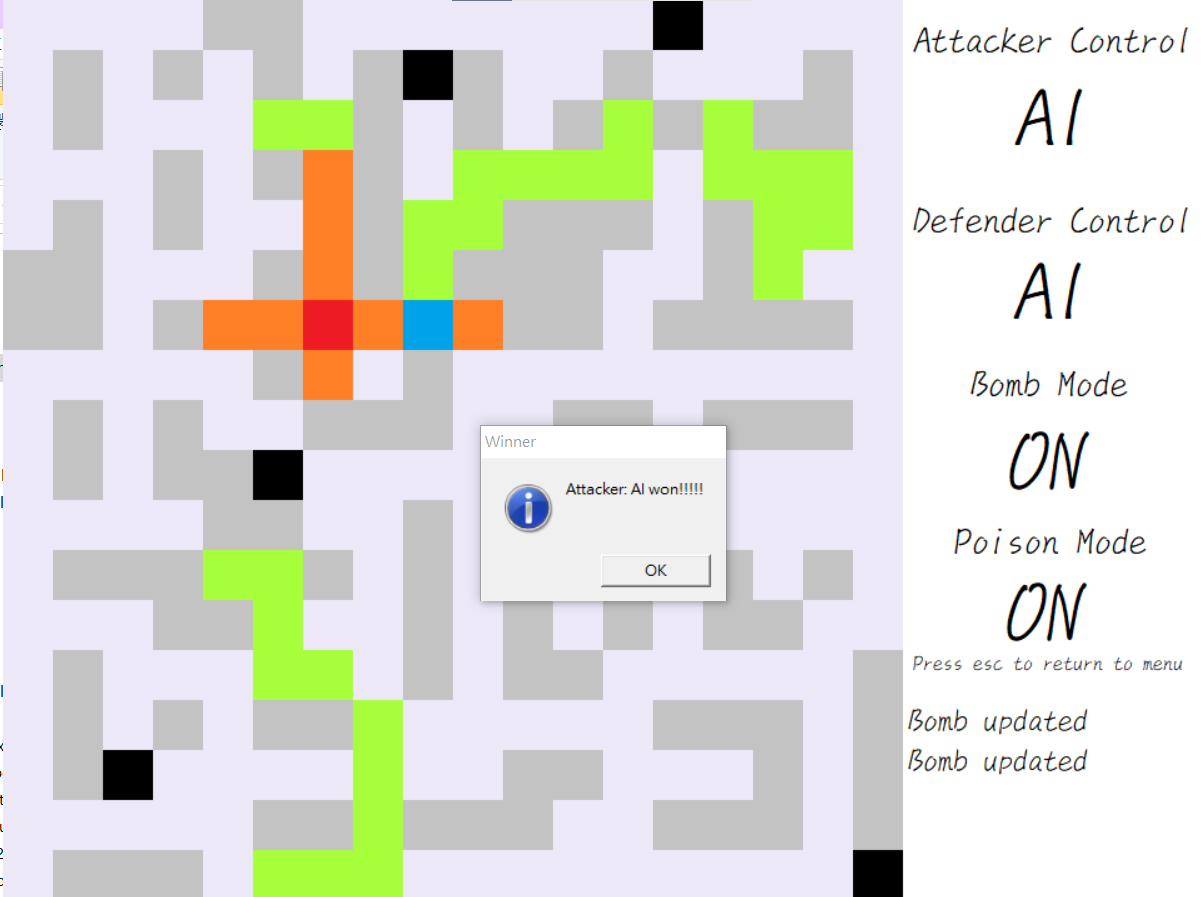 Attacker Control
AI
Defender Control
AI
Bomb Mode
ON
Winner
Attacker: AI won!!!!!
OK
Poison Mode
ON
Press esc to return to menu
Bomb updated
Bomb updated